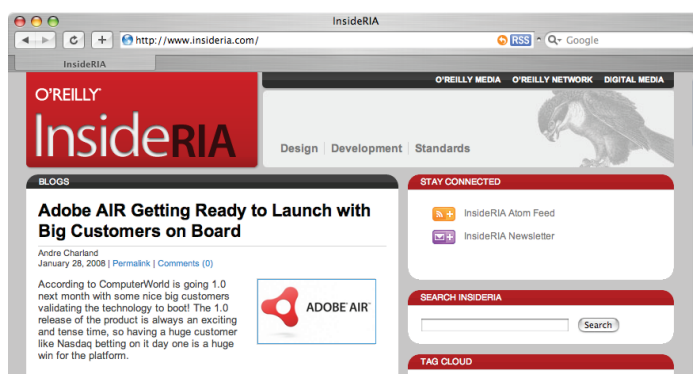 InsideRIA
http://www.insideria.com/
RSS
Google
InsideRIA
O'REILLY MEDIA O'REILLY NETWORK DIGITAL MEDIA
O'REILLY
InsideRIA
Design | Development | Standards
BLOGS
Adobe AIR Getting Ready to Launch with
Big Customers on Board
Andre Charland
January 28, 2008 | Permalink | Comments (0)
According to ComputerWorld is going 1.0
next month with some nice big customers
validating the technology to boot! The 1.0
release of the product is always an exciting
and tense time, so having a huge customer
like Nasdaq betting on it day one is a huge
win for the platform.
ADOBE® AIR™
STAY CONNECTED
InsideRIA Atom Feed
InsideRIA Newsletter
SEARCH INSIDERIA
Search
TAG CLOUD